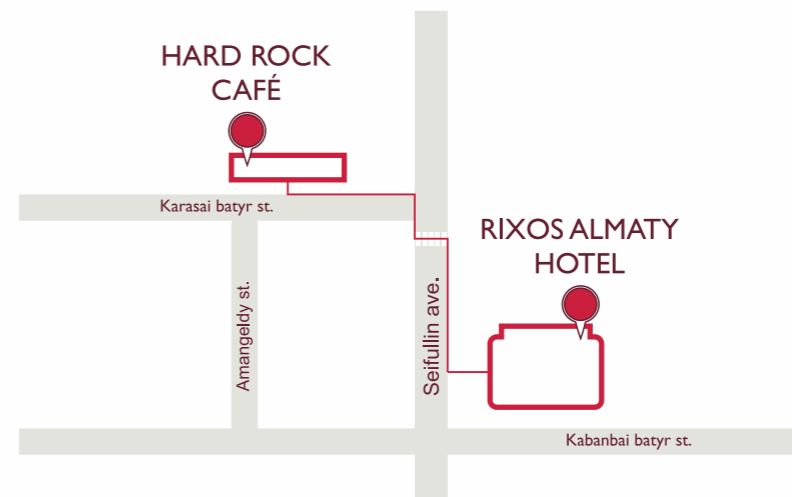 HARD ROCK
CAFÉ
Karasai batyr st.
RIXOS ALMATY
HOTEL
Amangeldy st.
Seifullin ave.
Kabanbai batyr st.